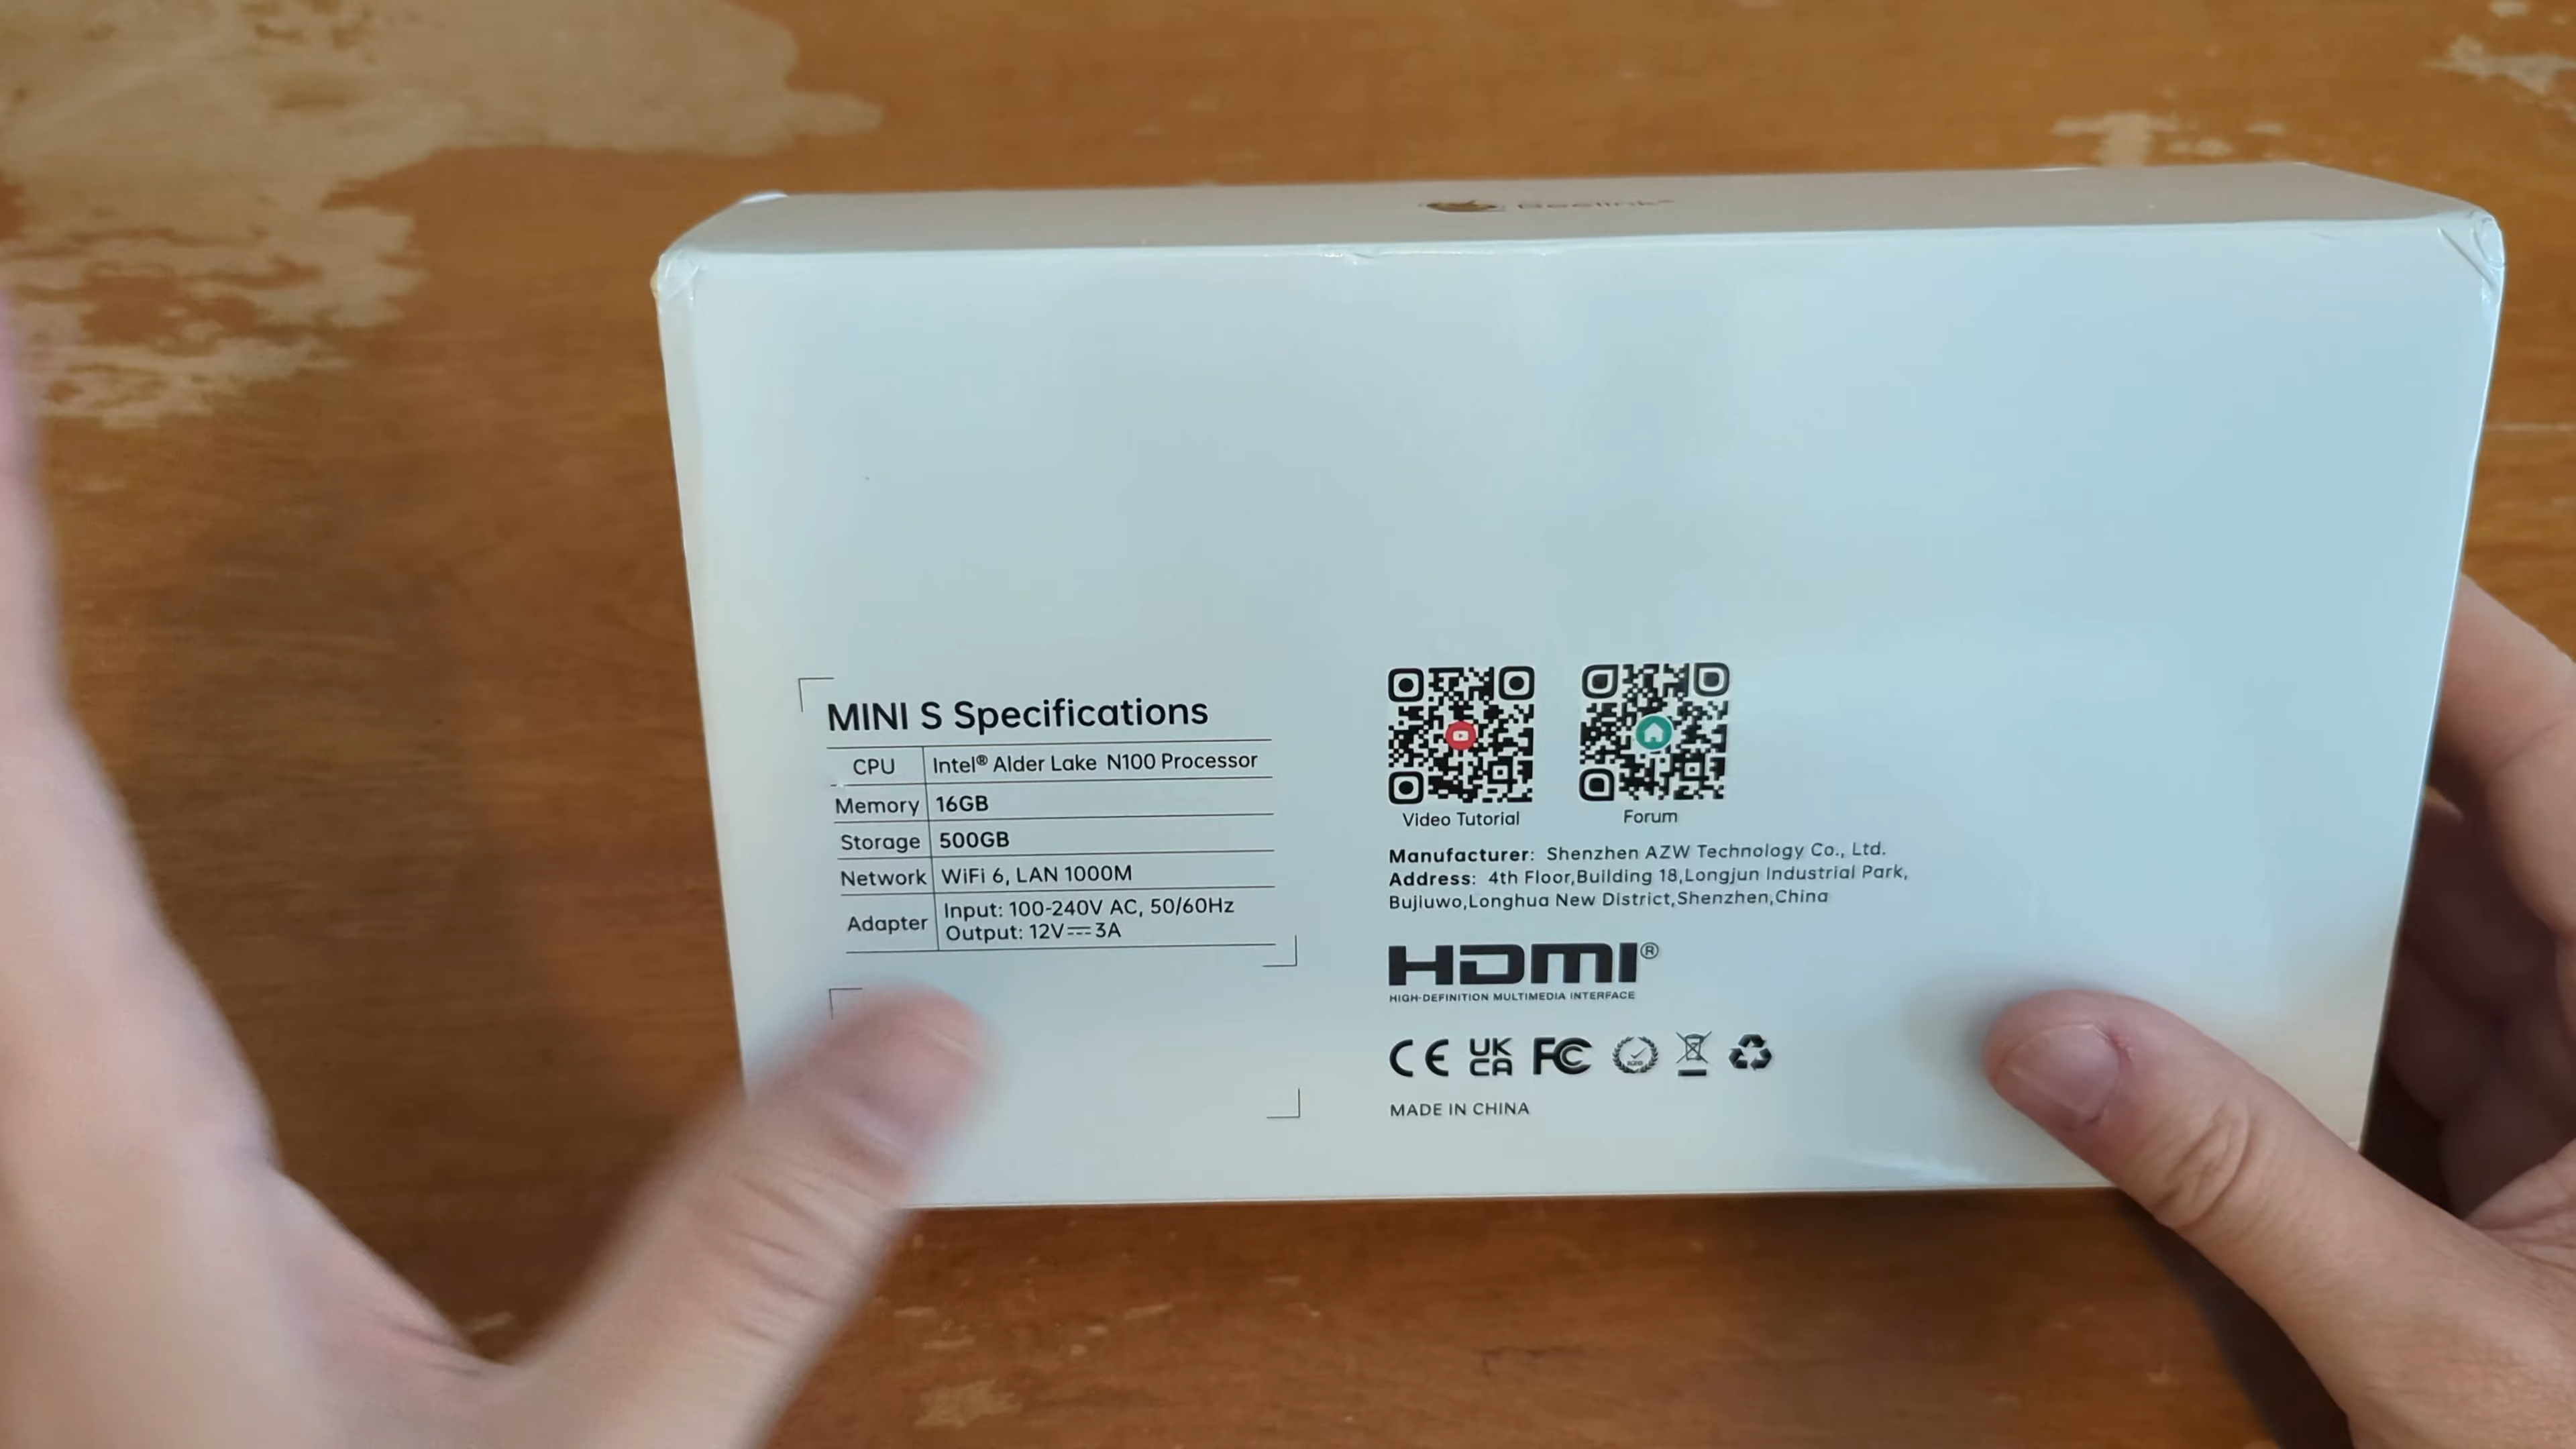 Beelink
MINI S Specifications
CPU Intel® Alder Lake N100 Processor
Memory 16GB
Storage 500GB
Network WiFi 6, LAN 1000M
Adapter Input: 100-240V AC, 50/60Hz
Output: 12V⎓3A
Video Tutorial
Forum
Manufacturer: Shenzhen AZW Technology Co., Ltd.
Address: 4th Floor,Building 18,Longjun Industrial Park,
Bujiuwo,Longhua New District,Shenzhen,China
HDMI®
HIGH-DEFINITION MULTIMEDIA INTERFACE
CE UKCA FC
MADE IN CHINA